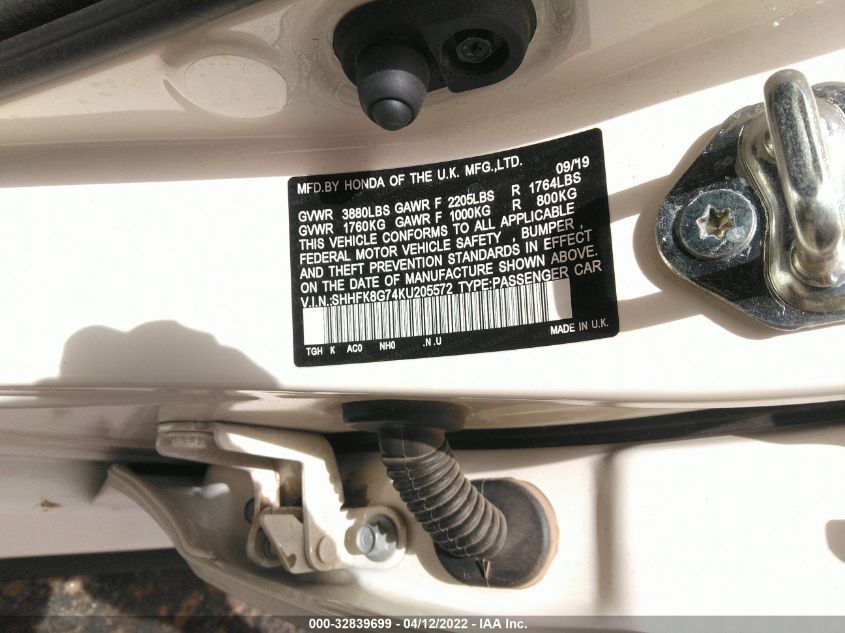 MFD.BY HONDA OF THE U.K. MFG.,LTD. 09/'19
GVWR 3880LBS GAWR F 2205LBS R 1764LBS
GVWR 1760KG GAWR F 1000KG R 800KG
THIS VEHICLE CONFORMS TO ALL APPLICABLE
FEDERAL MOTOR VEHICLE SAFETY , BUMPER ,
AND THEFT PREVENTION STANDARDS IN EFFECT
ON THE DATE OF MANUFACTURE SHOWN ABOVE.
V.I.N.:SHHFK8G74KU205572 TYPE:PASSENGER CAR
TGH K AC0 NH0 .N.U MADE IN U.K.
000-32839699 - 04/12/2022 - IAA Inc.